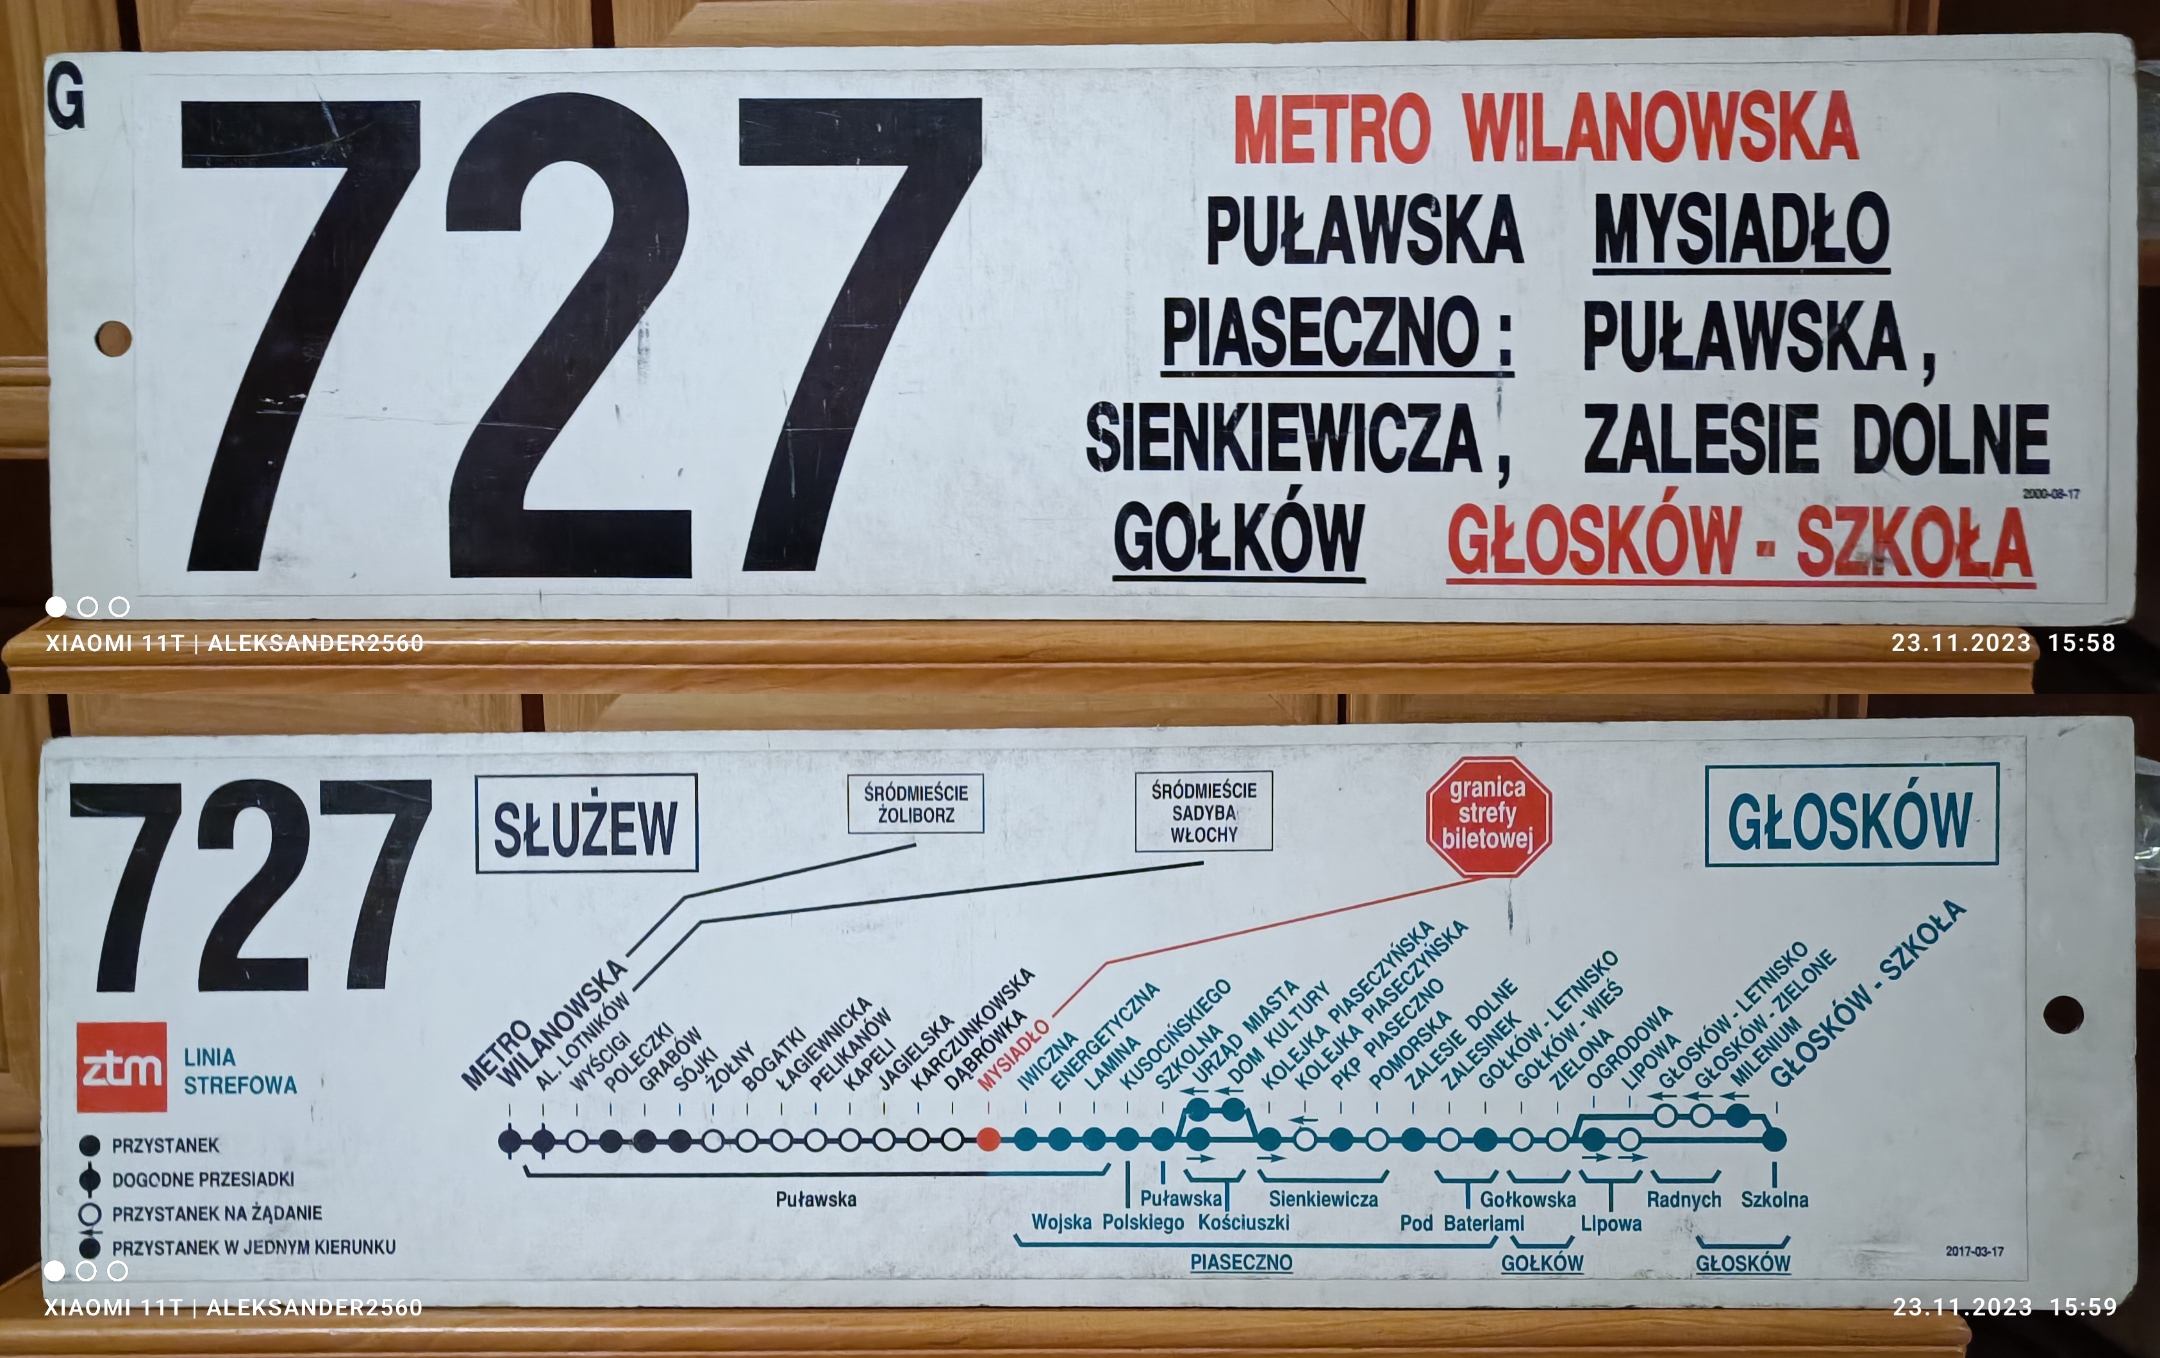 G
727
METRO WILANOWSKA
PUŁAWSKA MYSIADŁO
PIASECZNO : PUŁAWSKA ,
SIENKIEWICZA , ZALESIE DOLNE
2000-08-17
GOŁKÓW GŁOSKÓW - SZKOŁA
XIAOMI 11T | ALEKSANDER2560
23.11.2023 15:58
727
SŁUŻEW
ŚRÓDMIEŚCIE
ŻOLIBORZ
ŚRÓDMIEŚCIE
SADYBA
WŁOCHY
granica
strefy
biletowej
GŁOSKÓW
ztm
LINIA
STREFOWA
PRZYSTANEK
DOGODNE PRZESIADKI
PRZYSTANEK NA ŻĄDANIE
PRZYSTANEK W JEDNYM KIERUNKU
METRO
WILANOWSKA
AL. LOTNIKÓW
WYŚCIGI
POLECZKI
GRABÓW
SÓJKI
ŻOŁNY
BOGATKI
ŁAGIEWNICKA
PELIKANÓW
KAPELI
JAGIELSKA
KARCZUNKOWSKA
DĄBRÓWKA
MYSIADŁO
IWICZNA
ENERGETYCZNA
LAMINA
KUSOCIŃSKIEGO
SZKOLNA
URZĄD MIASTA
DOM KULTURY
KOLEJKA PIASECZYŃSKA
KOLEJKA PIASECZYŃSKA
PKP PIASECZNO
POMORSKA
ZALESIE DOLNE
ZALESINEK
GOŁKÓW - LETNISKO
GOŁKÓW - WIEŚ
ZIELONA
OGRODOWA
LIPOWA
GŁOSKÓW - LETNISKO
GŁOSKÓW - ZIELONE
MILENIUM
GŁOSKÓW - SZKOŁA
Puławska
Puławska
Sienkiewicza
Gołkowska
Radnych
Szkolna
Wojska Polskiego
Kościuszki
Pod Bateriami
Lipowa
PIASECZNO
GOŁKÓW
GŁOSKÓW
2017-03-17
XIAOMI 11T | ALEKSANDER2560
23.11.2023 15:59